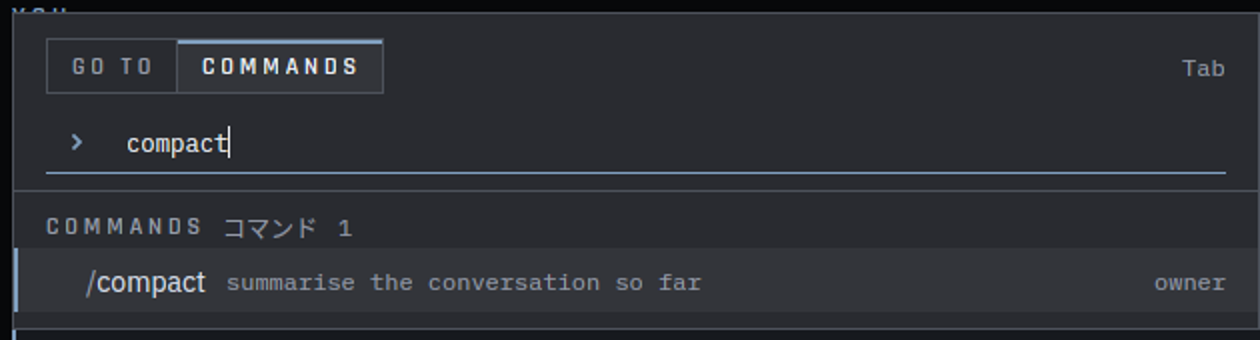 GO TO COMMANDS Tab
› compact
COMMANDS コマンド 1
/compact summarise the conversation so far owner